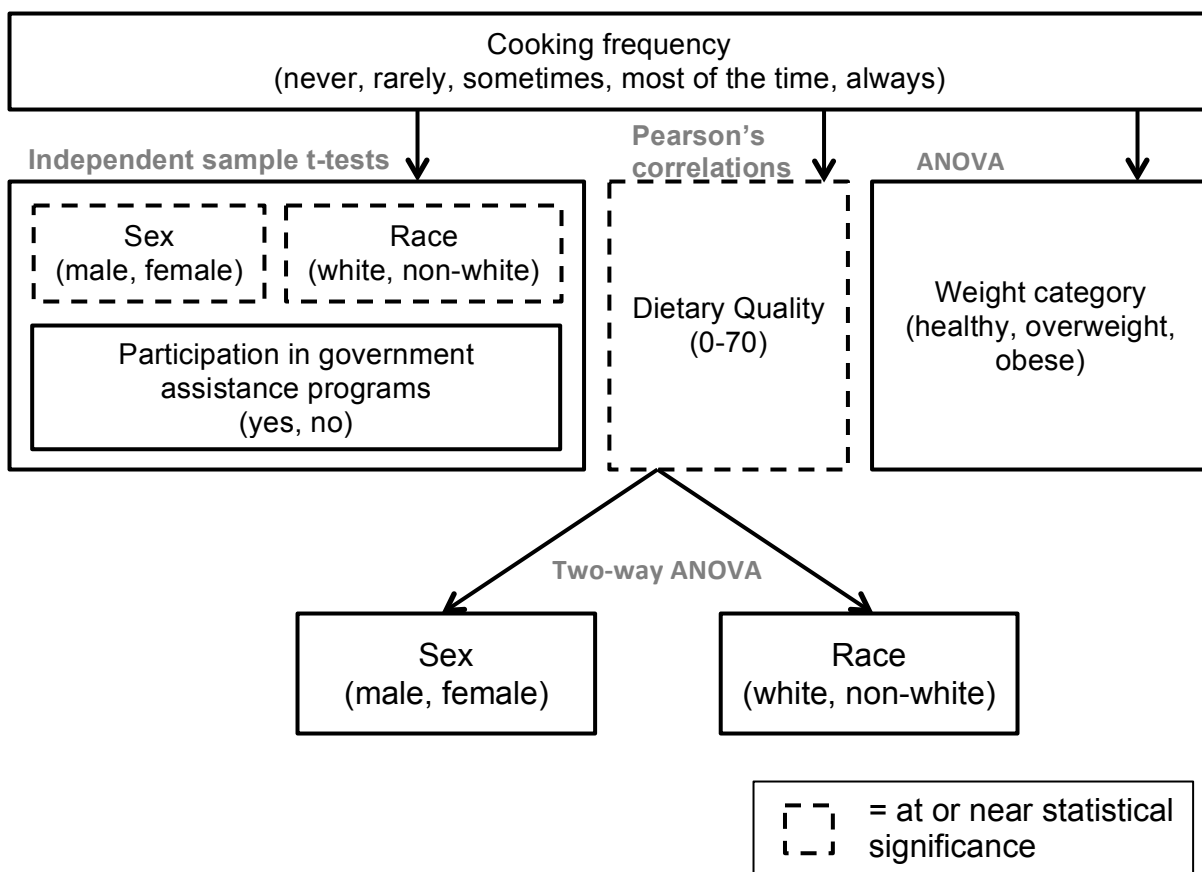 Cooking frequency
(never, rarely, sometimes, most of the time, always)
Independent sample t-tests
Pearson’s
correlations
ANOVA
Sex
(male, female)
Race
(white, non-white)
Participation in government
assistance programs
(yes, no)
Dietary Quality
(0-70)
Weight category
(healthy, overweight,
obese)
Two-way ANOVA
Sex
(male, female)
Race
(white, non-white)
= at or near statistical
significance